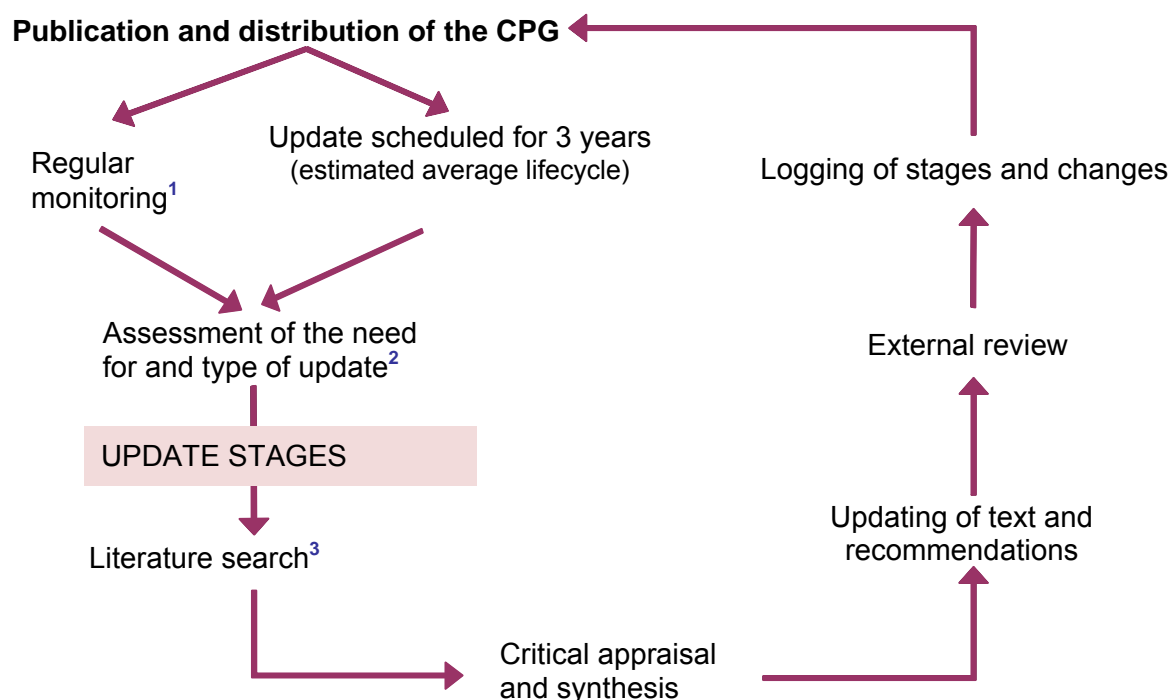 Publication and distribution of the CPG
Regular
monitoring1
Update scheduled for 3 years
(estimated average lifecycle)
Assessment of the need
for and type of update2
UPDATE STAGES
Literature search3
Critical appraisal
and synthesis
Updating of text and
recommendations
External review
Logging of stages and changes